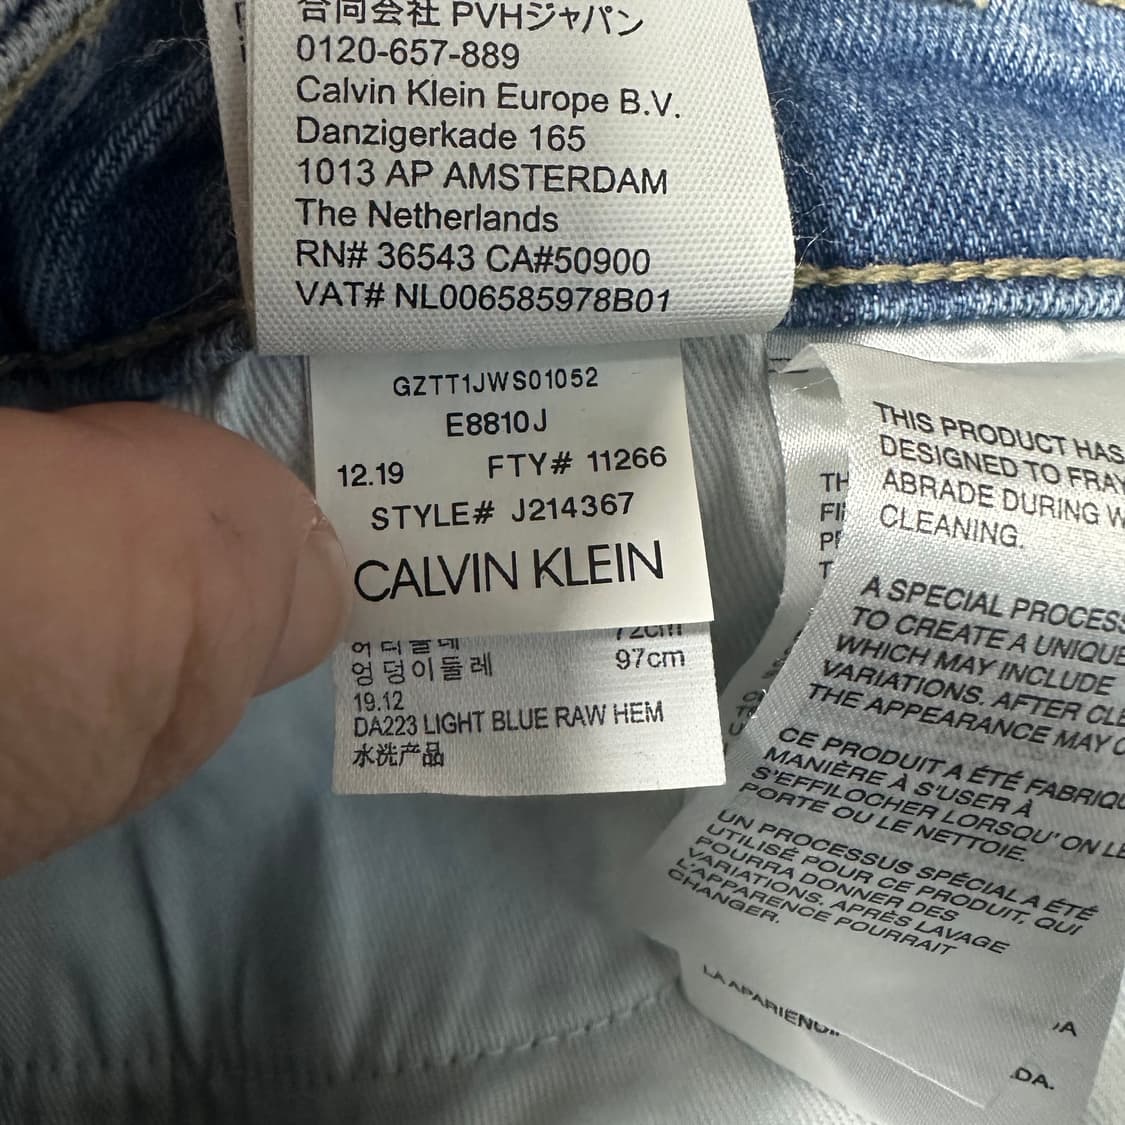 合同会社 PVHジャパン
0120-657-889
Calvin Klein Europe B.V.
Danzigerkade 165
1013 AP AMSTERDAM
The Netherlands
RN# 36543 CA#50900
VAT# NL006585978B01
GZTT1JWS01052
E8810J
12.19 FTY# 11266
STYLE# J214367
CALVIN KLEIN
72cm
엉덩이둘레 97cm
19.12
DA223 LIGHT BLUE RAW HEM
水洗产品
THIS PRODUCT HAS
DESIGNED TO FRAY
ABRADE DURING W
CLEANING.
A SPECIAL PROCESS
TO CREATE A UNIQUE
WHICH MAY INCLUDE
VARIATIONS. AFTER CLE
THE APPEARANCE MAY C
CE PRODUIT A ÉTÉ FABRIQU
MANIÈRE À S'USER À
S'EFFILOCHER LORSQU' ON LE
PORTE OU LE NETTOIE.
UN PROCESSUS SPÉCIAL A ÉTÉ
UTILISÉ POUR CE PRODUIT, QUI
POURRA DONNER DES
VARIATIONS. APRÈS LAVAGE
L'APPARENCE POURRAIT
CHANGER.
LA APARIENCI
DA.